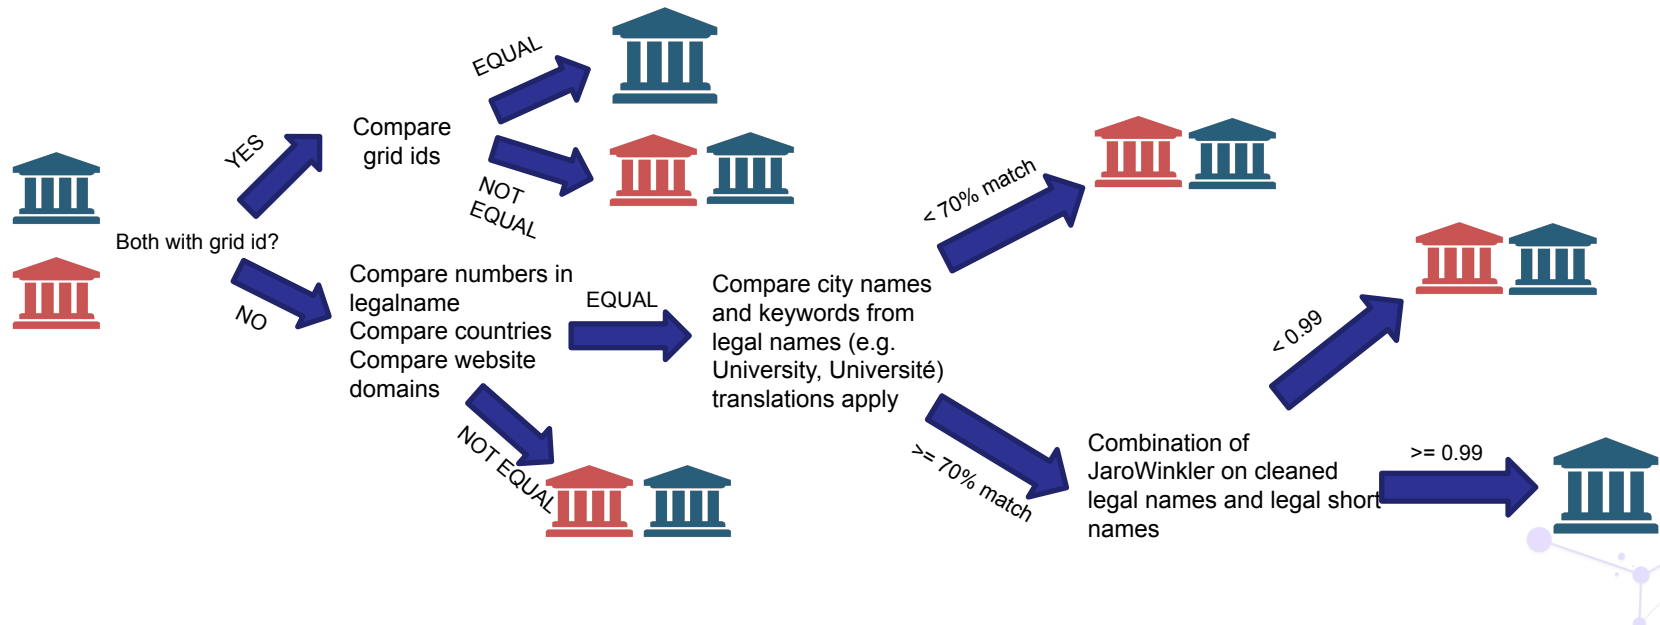 Both with grid id?
YES
NO
Compare
grid ids
EQUAL
NOT
EQUAL
Compare numbers in
legalname
Compare countries
Compare website
domains
EQUAL
NOT EQUAL
Compare city names
and keywords from
legal names (e.g.
University, Université)
translations apply
< 70% match
>= 70% match
Combination of
JaroWinkler on cleaned
legal names and legal short
names
< 0.99
>= 0.99